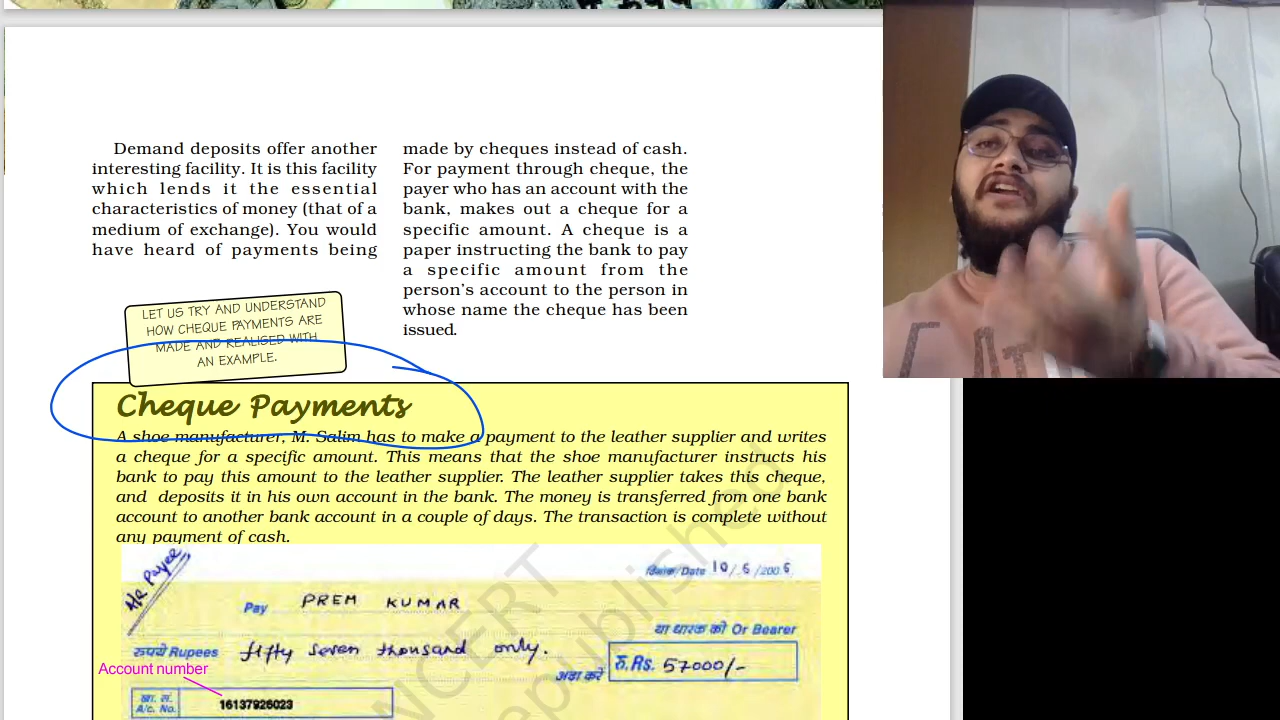 Demand deposits offer another
interesting facility. It is this facility
which lends it the essential
characteristics of money (that of a
medium of exchange). You would
have heard of payments being
made by cheques instead of cash.
For payment through cheque, the
payer who has an account with the
bank, makes out a cheque for a
specific amount. A cheque is a
paper instructing the bank to pay
a specific amount from the
person's account to the person in
whose name the cheque has been
issued.
LET US TRY AND UNDERSTAND
HOW CHEQUE PAYMENTS ARE
MADE AND REALISED WITH
AN EXAMPLE.
Cheque Payments
A shoe manufacturer, M. Salim has to make a payment to the leather supplier and writes
a cheque for a specific amount. This means that the shoe manufacturer instructs his
bank to pay this amount to the leather supplier. The leather supplier takes this cheque,
and deposits it in his own account in the bank. The money is transferred from one bank
account to another bank account in a couple of days. The transaction is complete without
any payment of cash.
Payee
दिनांक/Date 10/6/2006
Pay PREM KUMAR
या धारक को Or Bearer
रुपये Rupees fifty seven thousand only.
अदा करें रु.Rs. 57000/-
Account number
खा. सं.
A/c. No. 16137926023
NCERT
republished